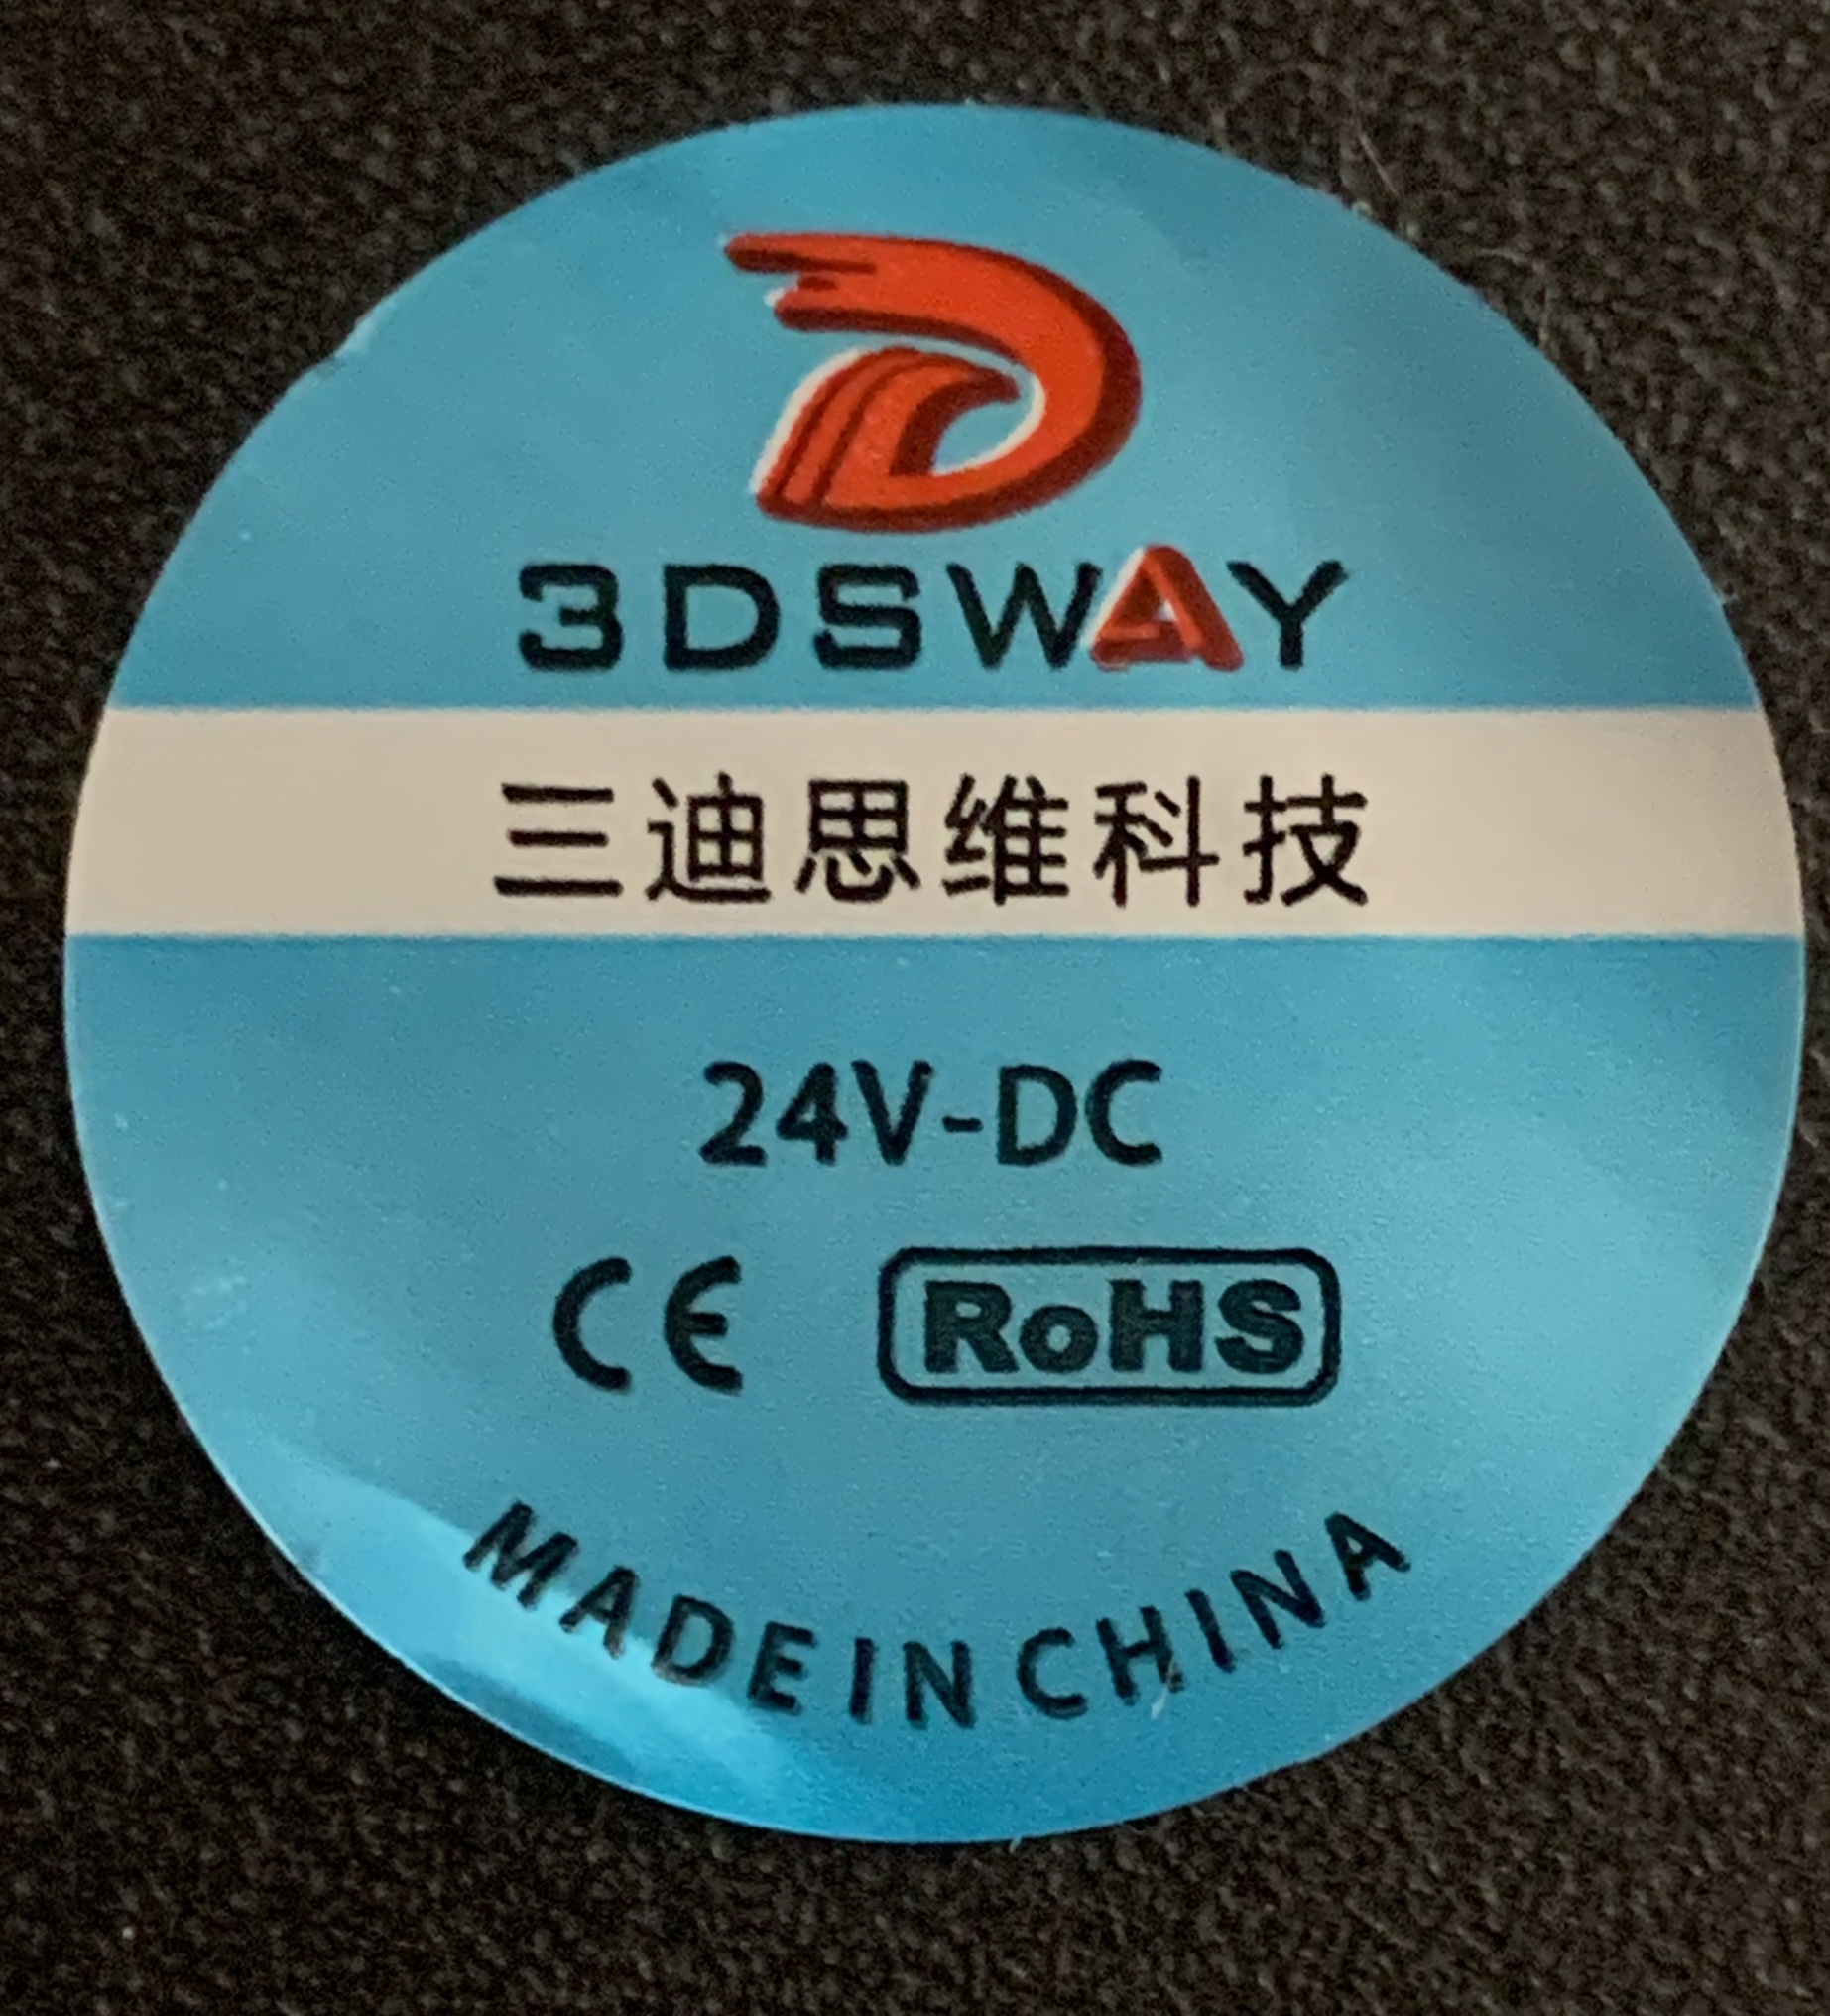 3DSWAY
三迪思维科技
24V-DC
CE RoHS
MADE IN CHINA